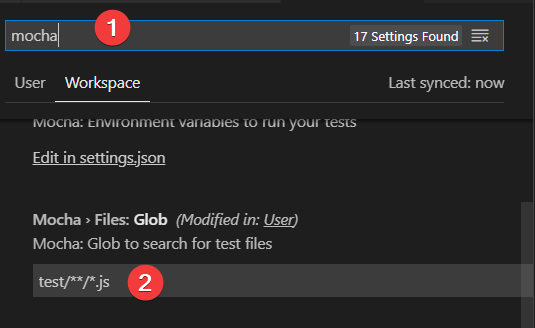 mocha
1
17 Settings Found
User Workspace Last synced: now
Mocha: Environment variables to run your tests
Edit in settings.json
Mocha › Files: Glob (Modified in: User)
Mocha: Glob to search for test files
test/**/*.js
2